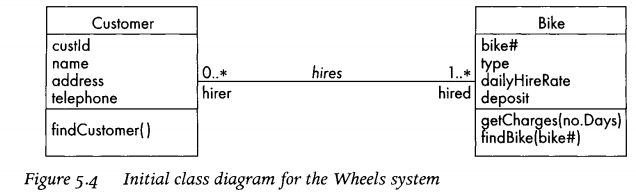 Customer
custId
name
address
telephone
findCustomer()
0..* hires 1..*
hirer hired
Bike
bike#
type
dailyHireRate
deposit
getCharges(no.Days)
findBike(bike#)
Figure 5.4 Initial class diagram for the Wheels system